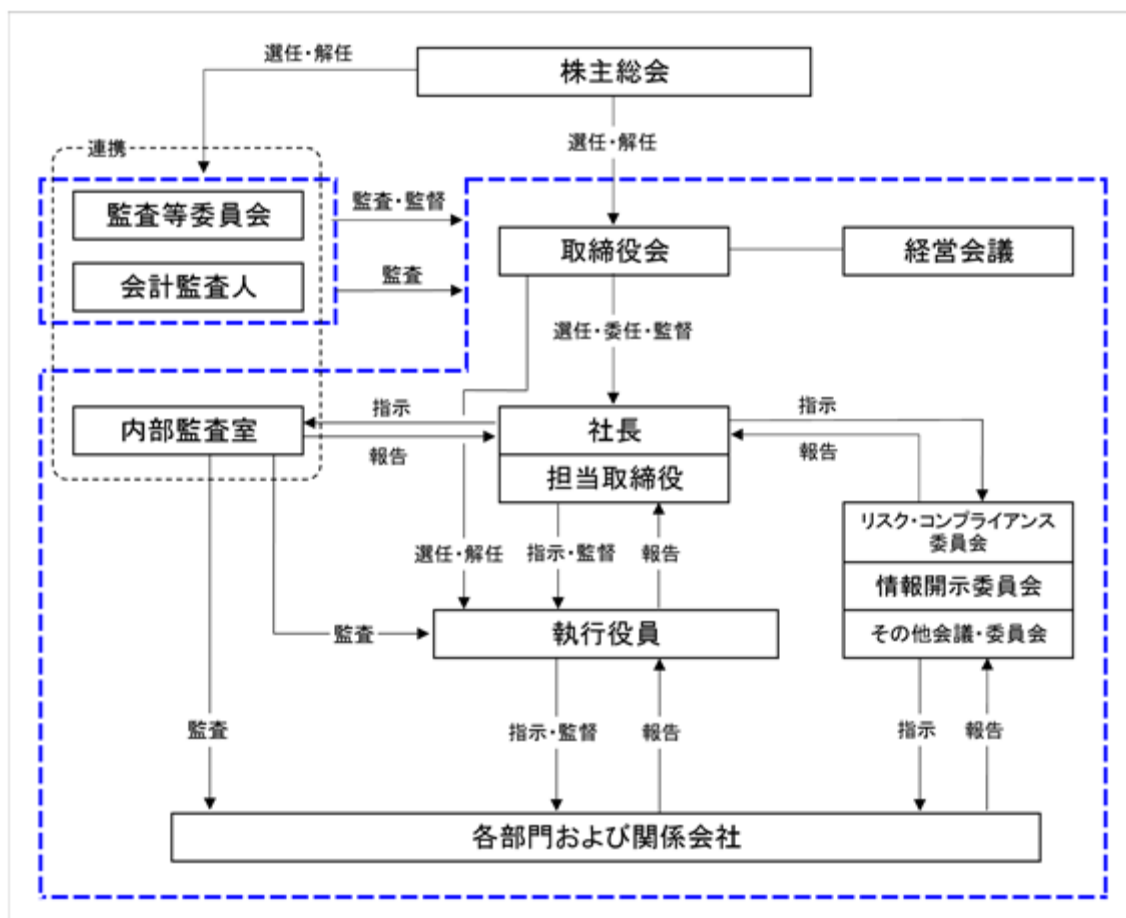 選任・解任
株主総会
連携
選任・解任
監査等委員会
監査・監督
取締役会
経営会議
会計監査人
監査
選任・委任・監督
内部監査室
指示
報告
社長
担当取締役
指示
報告
リスク・コンプライアンス
委員会
情報開示委員会
その他会議・委員会
選任・解任
指示・監督
報告
監査
執行役員
監査
指示・監督
報告
指示
報告
各部門および関係会社